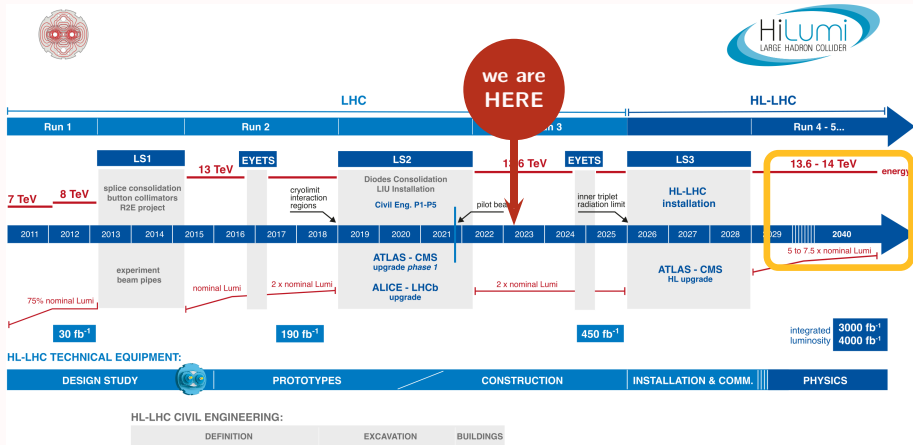 HiLumi
LARGE HADRON COLLIDER
we are
HERE
LHC
HL-LHC
Run 1
Run 2
n 3
Run 4 - 5...
LS1
EYETS
LS2
EYETS
LS3
7 TeV
8 TeV
13 TeV
13.6 TeV
13.6 - 14 TeV
energy
splice consolidation
button collimators
R2E project
cryolimit
interaction
regions
Diodes Consolidation
LIU Installation
Civil Eng. P1-P5
pilot beam
inner triplet
radiation limit
HL-LHC
installation
2011 2012 2013 2014 2015 2016 2017 2018 2019 2020 2021 2022 2023 2024 2025 2026 2027 2028 2029 2040
experiment
beam pipes
75% nominal Lumi
nominal Lumi
2 x nominal Lumi
ATLAS - CMS
upgrade phase 1
ALICE - LHCb
upgrade
2 x nominal Lumi
ATLAS - CMS
HL upgrade
5 to 7.5 x nominal Lumi
30 fb⁻¹
190 fb⁻¹
450 fb⁻¹
integrated
luminosity
3000 fb⁻¹
4000 fb⁻¹
HL-LHC TECHNICAL EQUIPMENT:
DESIGN STUDY
PROTOTYPES
CONSTRUCTION
INSTALLATION & COMM.
PHYSICS
HL-LHC CIVIL ENGINEERING:
DEFINITION
EXCAVATION
BUILDINGS